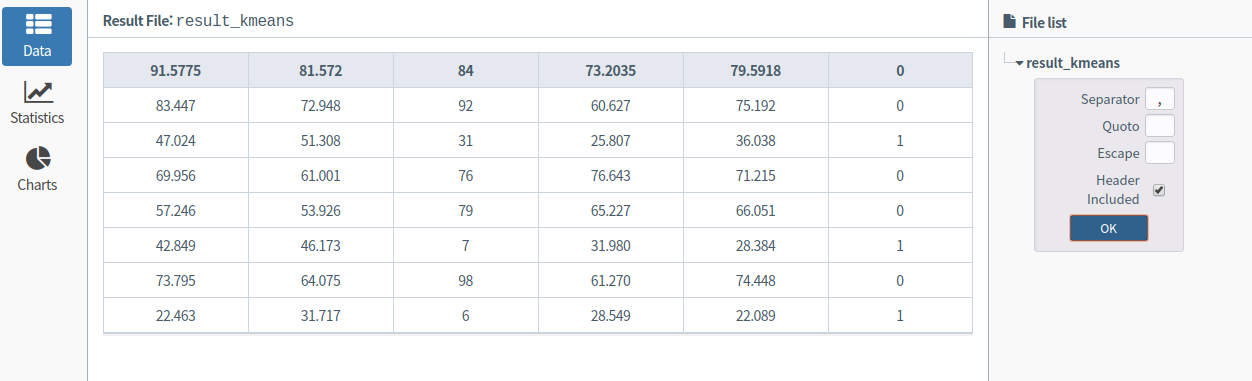 Data
Statistics
Charts
Result File: result_kmeans
91.5775 81.572 84 73.2035 79.5918 0
83.447 72.948 92 60.627 75.192 0
47.024 51.308 31 25.807 36.038 1
69.956 61.001 76 76.643 71.215 0
57.246 53.926 79 65.227 66.051 0
42.849 46.173 7 31.980 28.384 1
73.795 64.075 98 61.270 74.448 0
22.463 31.717 6 28.549 22.089 1
File list
result_kmeans
Separator ,
Quoto
Escape
Header
Included
OK